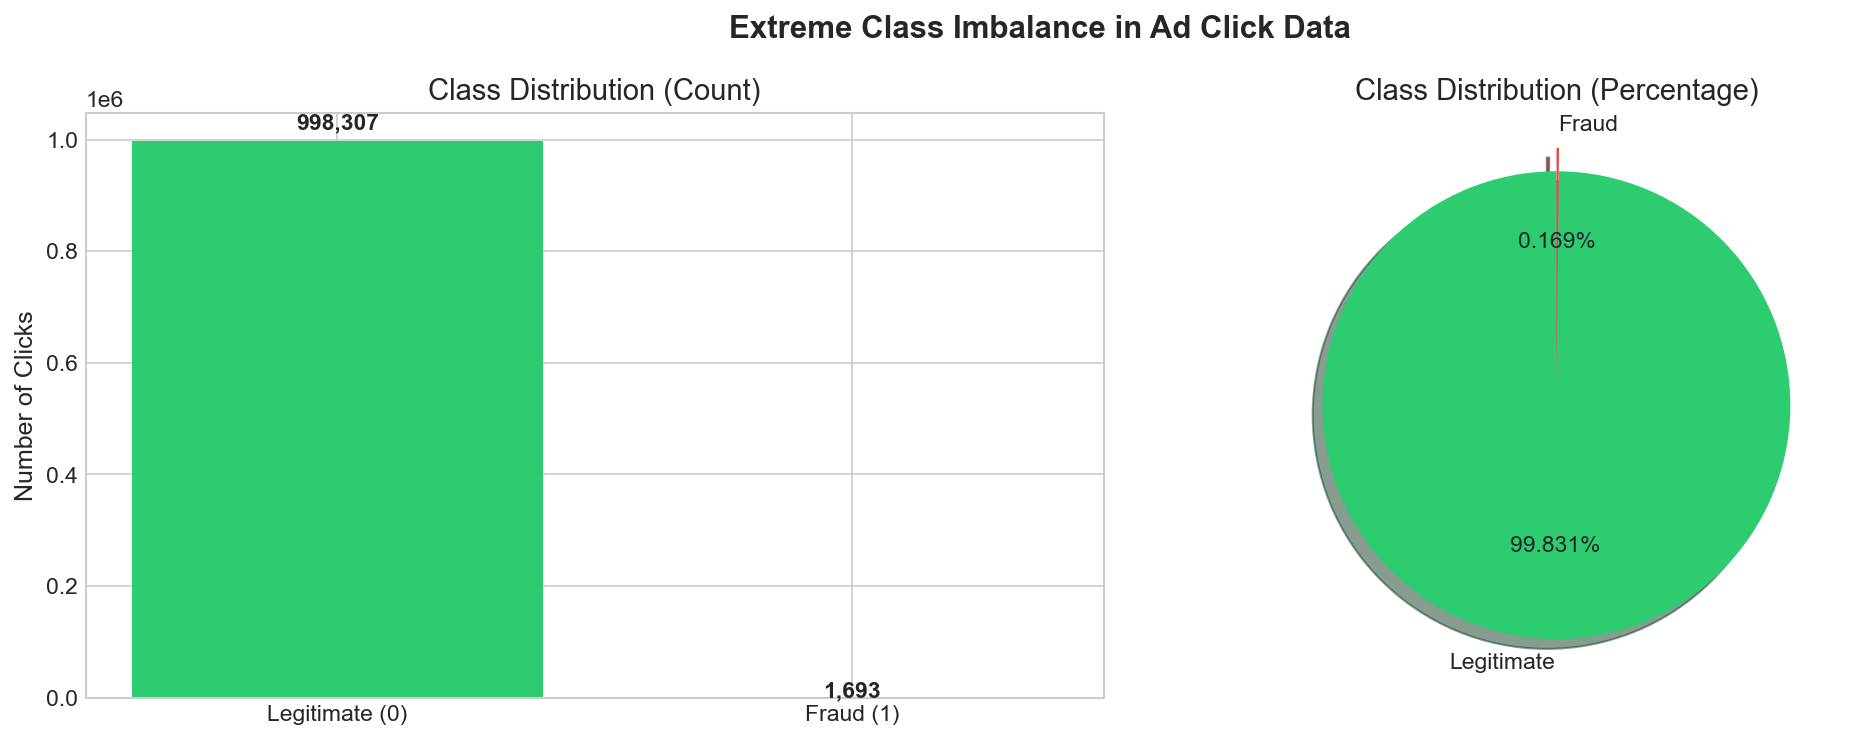 Extreme Class Imbalance in Ad Click Data
Class Distribution (Count)
1e6
998,307
1.0
0.8
0.6
0.4
0.2
0.0
Number of Clicks
1,693
Legitimate (0)
Fraud (1)
Class Distribution (Percentage)
Fraud
0.169%
99.831%
Legitimate